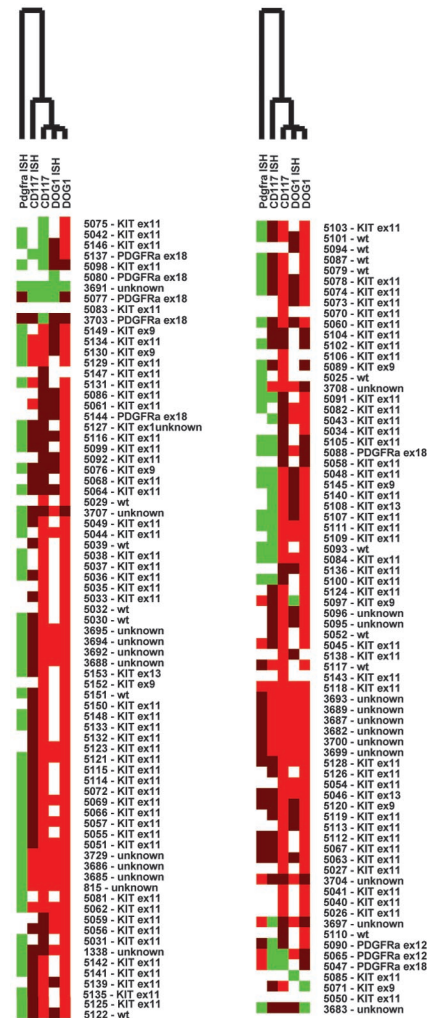 Pdgfra ISH
CD117 ISH
CD117
DOG1 ISH
DOG1
5075 - KIT ex11
5042 - KIT ex11
5146 - KIT ex11
5137 - PDGFRa ex18
5098 - KIT ex11
5080 - PDGFRa ex18
3691 - unknown
5077 - PDGFRa ex18
5083 - KIT ex11
3703 - PDGFRa ex18
5149 - KIT ex9
5134 - KIT ex11
5130 - KIT ex9
5129 - KIT ex11
5147 - KIT ex11
5131 - KIT ex11
5086 - KIT ex11
5061 - KIT ex11
5144 - PDGFRa ex18
5127 - KIT ex1unknown
5116 - KIT ex11
5099 - KIT ex11
5092 - KIT ex11
5076 - KIT ex9
5068 - KIT ex11
5064 - KIT ex11
5029 - wt
3707 - unknown
5049 - KIT ex11
5044 - KIT ex11
5039 - wt
5038 - KIT ex11
5037 - KIT ex11
5036 - KIT ex11
5035 - KIT ex11
5033 - KIT ex11
5032 - wt
5030 - wt
3695 - unknown
3694 - unknown
3692 - unknown
3688 - unknown
5153 - KIT ex13
5152 - KIT ex9
5151 - wt
5150 - KIT ex11
5148 - KIT ex11
5133 - KIT ex11
5132 - KIT ex11
5123 - KIT ex11
5121 - KIT ex11
5115 - KIT ex11
5114 - KIT ex11
5072 - KIT ex11
5069 - KIT ex11
5066 - KIT ex11
5057 - KIT ex11
5055 - KIT ex11
5051 - KIT ex11
3729 - unknown
3686 - unknown
3685 - unknown
815 - unknown
5081 - KIT ex11
5062 - KIT ex11
5059 - KIT ex11
5056 - KIT ex11
5031 - KIT ex11
1338 - unknown
5142 - KIT ex11
5141 - KIT ex11
5139 - KIT ex11
5135 - KIT ex11
5125 - KIT ex11
5122 - wt
Pdgfra ISH
CD117 ISH
CD117
DOG1 ISH
DOG1
5103 - KIT ex11
5101 - wt
5094 - wt
5087 - wt
5079 - wt
5078 - KIT ex11
5074 - KIT ex11
5073 - KIT ex11
5070 - KIT ex11
5060 - KIT ex11
5104 - KIT ex11
5102 - KIT ex11
5106 - KIT ex11
5089 - KIT ex9
5025 - wt
3708 - unknown
5091 - KIT ex11
5082 - KIT ex11
5043 - KIT ex11
5034 - KIT ex11
5105 - KIT ex11
5088 - PDGFRa ex18
5058 - KIT ex11
5048 - KIT ex11
5145 - KIT ex9
5140 - KIT ex11
5108 - KIT ex13
5107 - KIT ex11
5111 - KIT ex11
5109 - KIT ex11
5093 - wt
5084 - KIT ex11
5136 - KIT ex11
5100 - KIT ex11
5124 - KIT ex11
5097 - KIT ex9
5096 - unknown
5095 - unknown
5052 - wt
5045 - KIT ex11
5138 - KIT ex11
5117 - wt
5143 - KIT ex11
5118 - KIT ex11
3693 - unknown
3689 - unknown
3687 - unknown
3682 - unknown
3700 - unknown
3699 - unknown
5128 - KIT ex11
5126 - KIT ex11
5054 - KIT ex11
5046 - KIT ex13
5120 - KIT ex9
5119 - KIT ex11
5113 - KIT ex11
5112 - KIT ex11
5067 - KIT ex11
5063 - KIT ex11
5027 - KIT ex11
3704 - unknown
5041 - KIT ex11
5040 - KIT ex11
5026 - KIT ex11
3697 - unknown
5110 - wt
5090 - PDGFRa ex12
5065 - PDGFRa ex12
5047 - PDGFRa ex18
5085 - KIT ex11
5071 - KIT ex9
5050 - KIT ex11
3683 - unknown